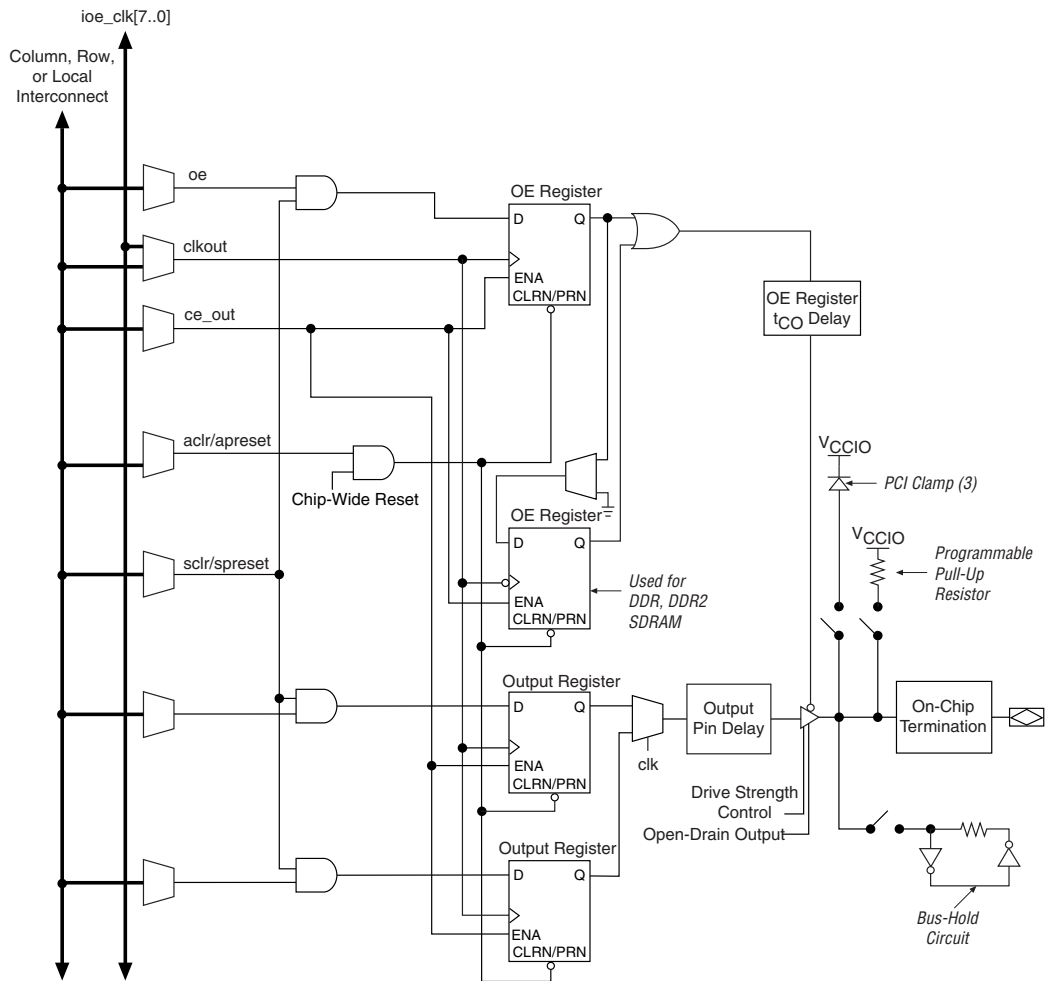 ioe_clk[7..0]
Column, Row,
or Local
Interconnect
oe
OE Register
D Q
clkout
ENA
CLRN/PRN
ce_out
OE Register
tCO Delay
aclr/apreset
Chip-Wide Reset
VCCIO
PCI Clamp (3)
OE Register
D Q
VCCIO
Programmable
Pull-Up
Resistor
sclr/spreset
Used for
DDR, DDR2
SDRAM
ENA
CLRN/PRN
Output Register
D Q
Output
Pin Delay
On-Chip
Termination
clk
ENA
CLRN/PRN
Drive Strength
Control
Open-Drain Output
Output Register
D Q
ENA
CLRN/PRN
Bus-Hold
Circuit